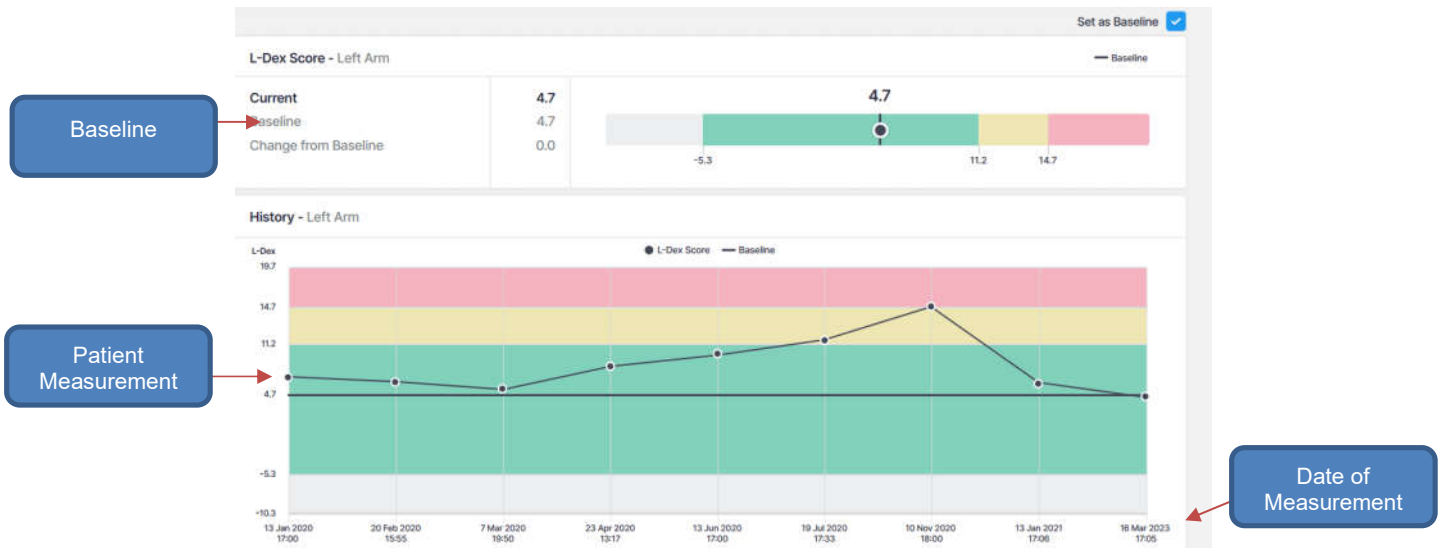 Set as Baseline
L-Dex Score - Left Arm
Baseline
Current 4.7
Baseline 4.7
Change from Baseline 0.0
4.7
-5.3 11.2 14.7
Baseline
History - Left Arm
L-Dex
L-Dex Score Baseline
19.7
14.7
11.2
4.7
-5.3
-10.3
Patient
Measurement
13 Jan 2020 20 Feb 2020 7 Mar 2020 23 Apr 2020 13 Jun 2020 19 Jul 2020 10 Nov 2020 13 Jan 2021 16 Mar 2023
17:00 15:55 19:50 13:17 17:00 17:33 18:00 17:06 17:05
Date of
Measurement